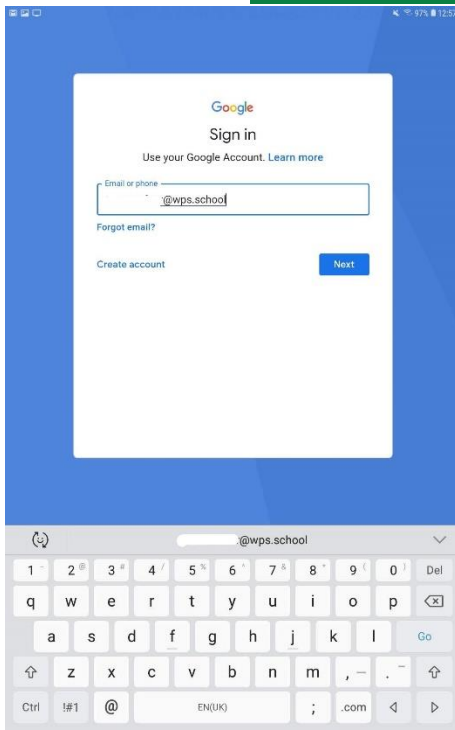 97% 12:57
Google
Sign in
Use your Google Account. Learn more
Email or phone
@wps.school
Forgot email?
Create account
Next
@wps.school
1 - 2 @ 3 # 4 / 5 % 6 ^ 7 & 8 * 9 ( 0 ) Del
q w e r t y u i o p
a s d f g h j k l Go
z x c v b n m , — . -
Ctrl !#1 @ EN(UK) ; .com